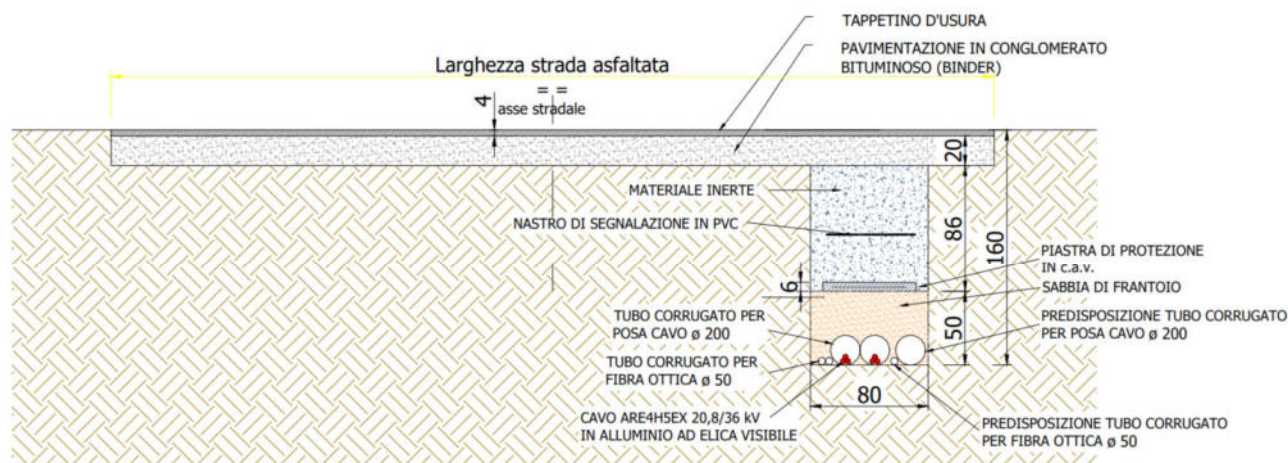 TAPPETINO D'USURA
PAVIMENTAZIONE IN CONGLOMERATO
BITUMINOSO (BINDER)
Larghezza strada asfaltata
= =
asse stradale
4
20
MATERIALE INERTE
NASTRO DI SEGNALAZIONE IN PVC
86
160
PIASTRA DI PROTEZIONE
IN c.a.v.
6
SABBIA DI FRANTOIO
TUBO CORRUGATO PER
POSA CAVO ø 200
50
PREDISPOSIZIONE TUBO CORRUGATO
PER POSA CAVO ø 200
TUBO CORRUGATO PER
FIBRA OTTICA ø 50
80
CAVO ARE4H5EX 20,8/36 kV
IN ALLUMINIO AD ELICA VISIBILE
PREDISPOSIZIONE TUBO CORRUGATO
PER FIBRA OTTICA ø 50